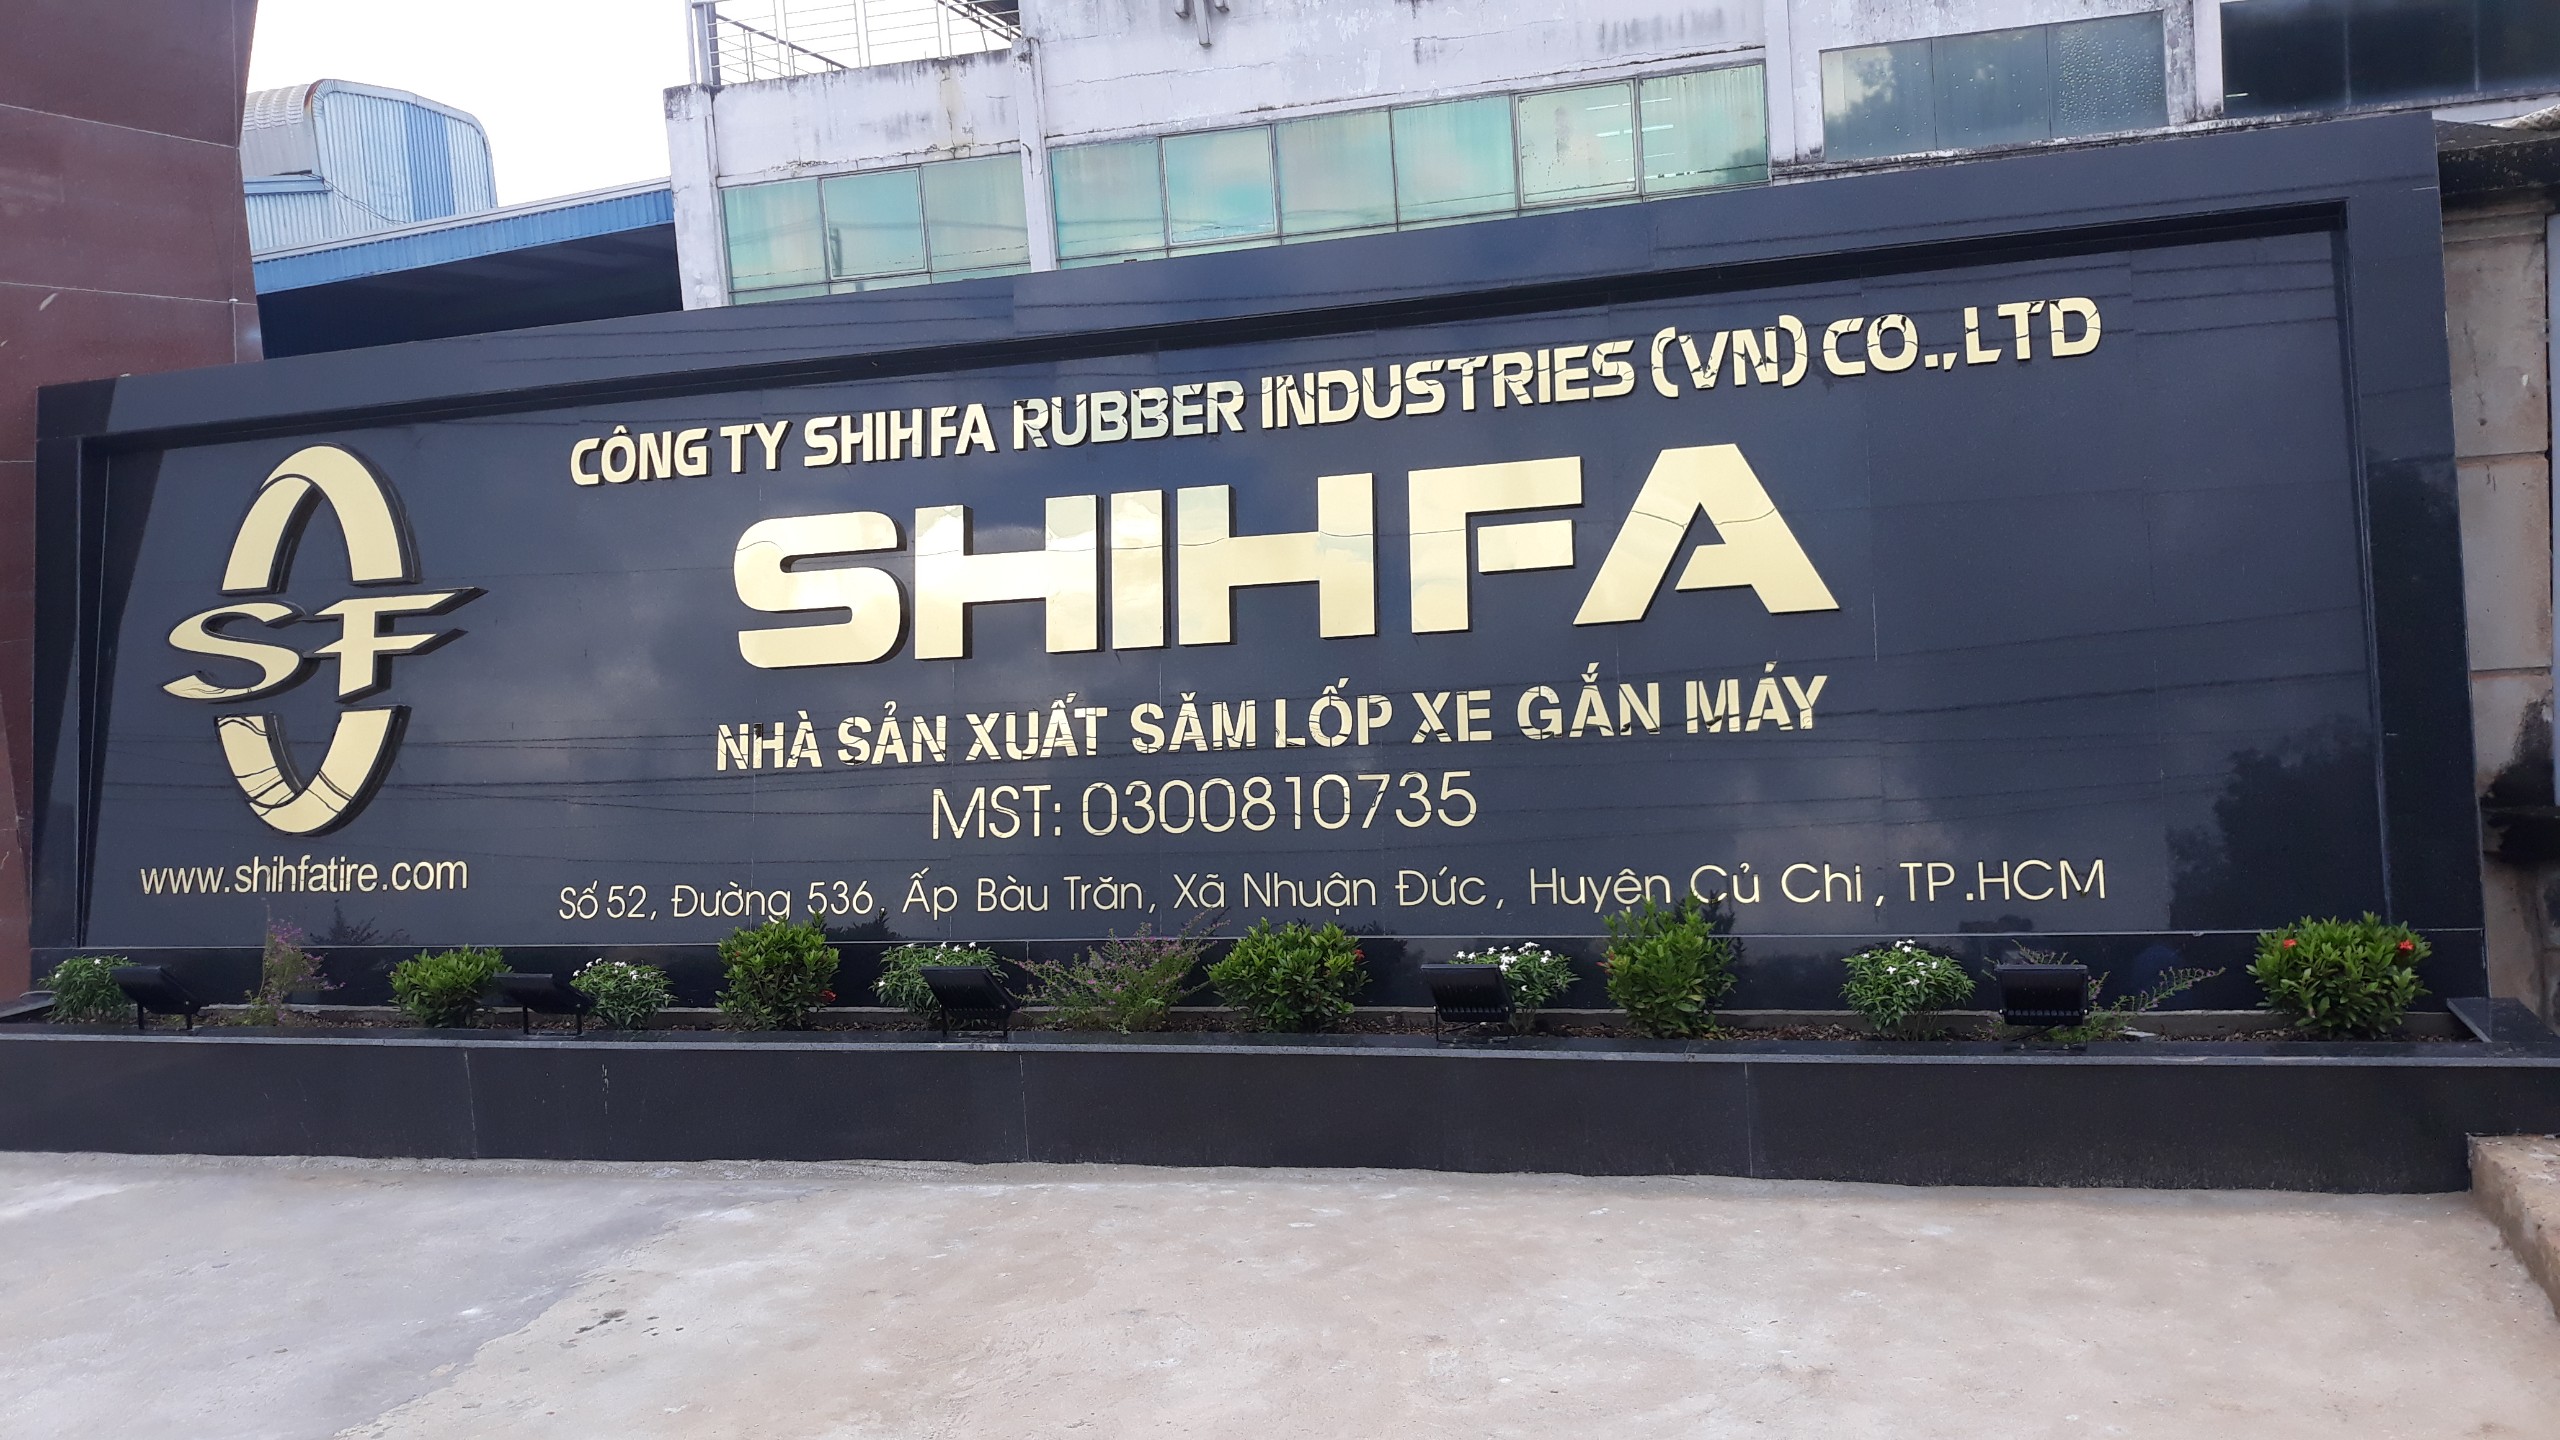 CÔNG TY SHIHFA RUBBER INDUSTRIES (VN) CO., LTD
SHIHFA
SF
NHÀ SẢN XUẤT SĂM LỐP XE GẮN MÁY
MST: 0300810735
www.shihfatire.com
Số 52, Đường 536. Ấp Bàu Trăn, Xã Nhuận Đức, Huyện Củ Chi, TP.HCM